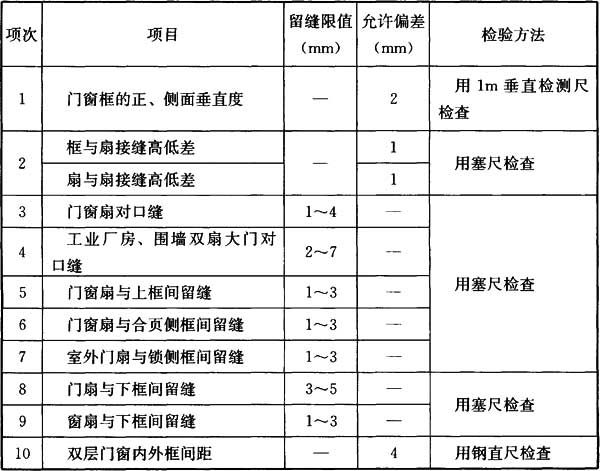 项次 项目 留缝限值 允许偏差 检验方法
（mm） （mm）
1 门窗框的正、侧面垂直度 — 2 用 1m 垂直检测尺
检查
2 框与扇接缝高低差 — 1 用塞尺检查
扇与扇接缝高低差 1
3 门窗扇对口缝 1～4 — 用塞尺检查
4 工业厂房、围墙双扇大门对
口缝 2～7 —
5 门窗扇与上框间留缝 1～3 —
6 门窗扇与合页侧框间留缝 1～3 —
7 室外门扇与锁侧框间留缝 1～3 —
8 门扇与下框间留缝 3～5 — 用塞尺检查
9 窗扇与下框间留缝 1～3 —
10 双层门窗内外框间距 — 4 用钢直尺检查